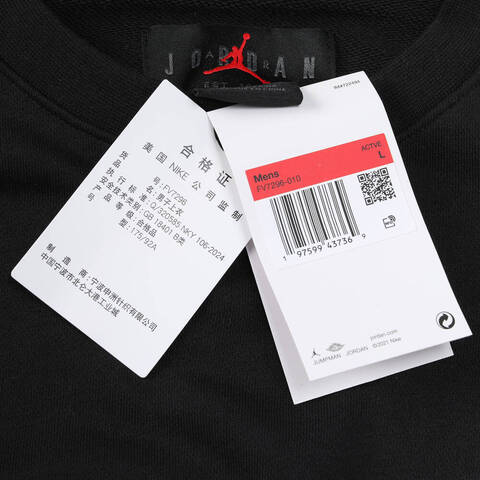 JORDAN
合格证
美国 NIKE 公司监制
货号:FV7296
品名:男子上衣
执行标准:Q/320585 NKY 106-2024
安全技术类别:GB 18401 B类
等级:合格品
号型:175/92A
制造商:宁波申洲针织有限公司
中国宁波市北仑大港工业城
ACTVE
Mens
L
FV7296-010
1 97599 43736 9
jordan.com
JUMPMAN JORDAN ©2021 Nike